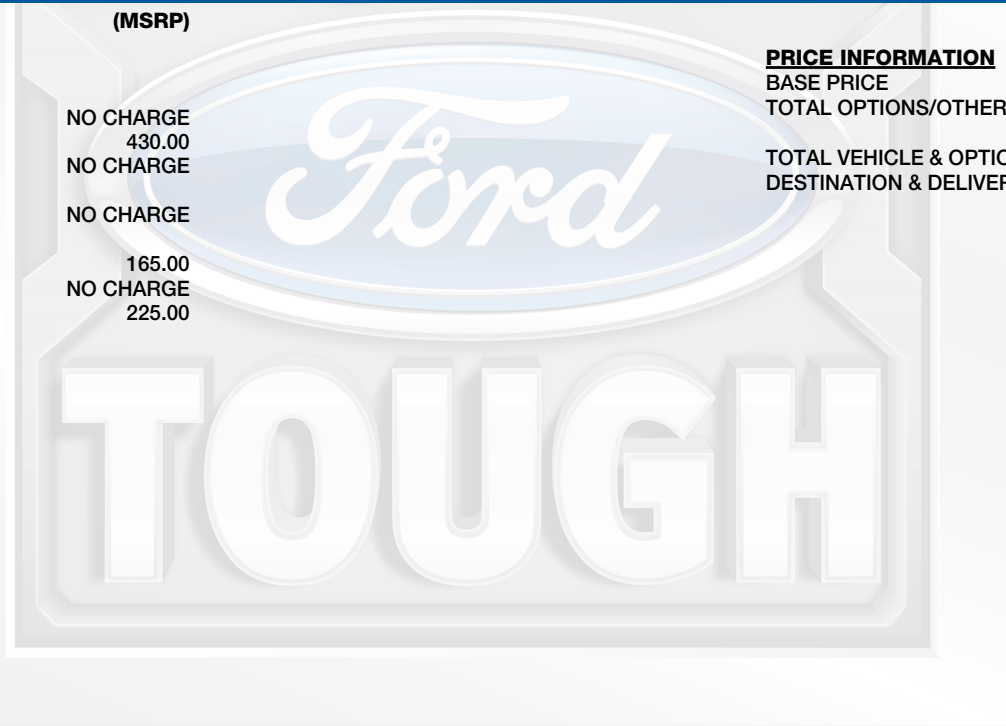 (MSRP)
NO CHARGE
430.00
NO CHARGE
NO CHARGE
165.00
NO CHARGE
225.00
PRICE INFORMATION
BASE PRICE
TOTAL OPTIONS/OTHER
TOTAL VEHICLE & OPTIO
DESTINATION & DELIVER
Ford
TOUGH